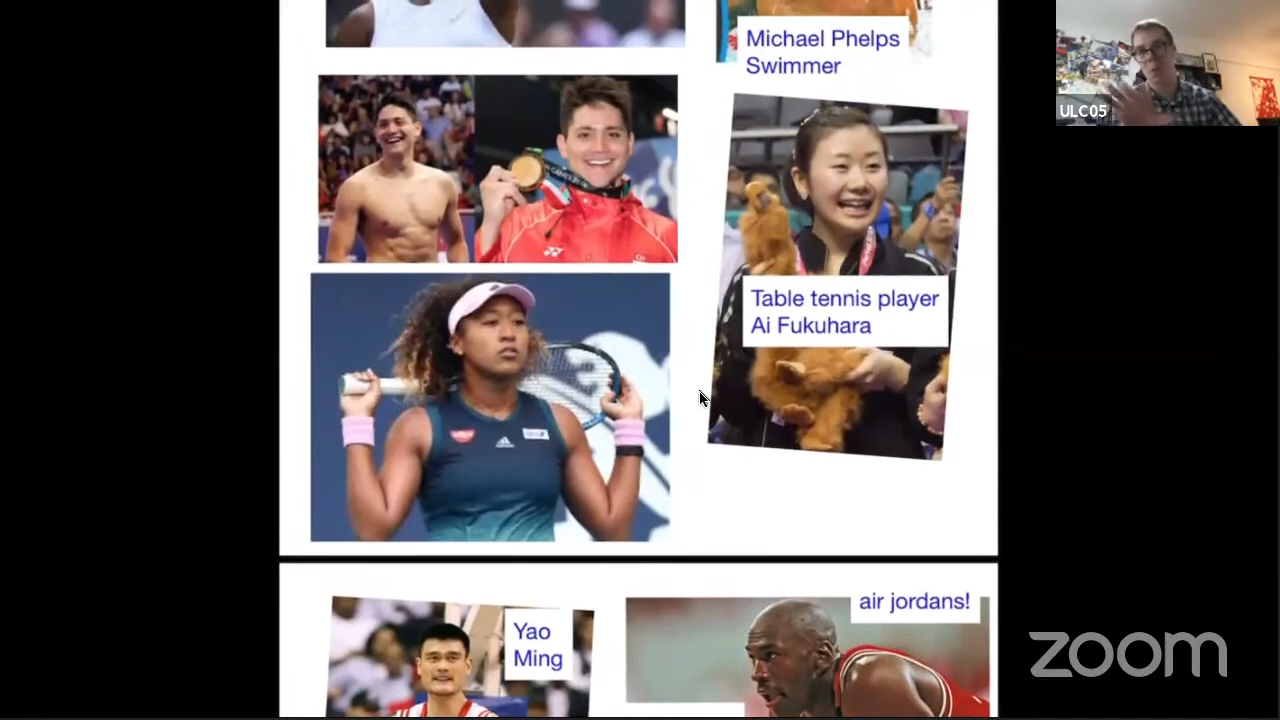 Michael Phelps
Swimmer
ULC05
Table tennis player
Ai Fukuhara
air jordans!
Yao
Ming
zoom